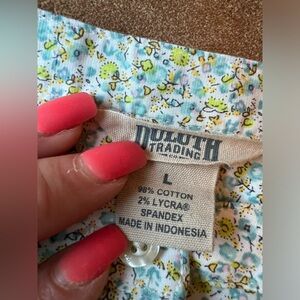 DULUTH
TRADING
L
98% COTTON
2% LYCRA®
SPANDEX
MADE IN INDONESIA